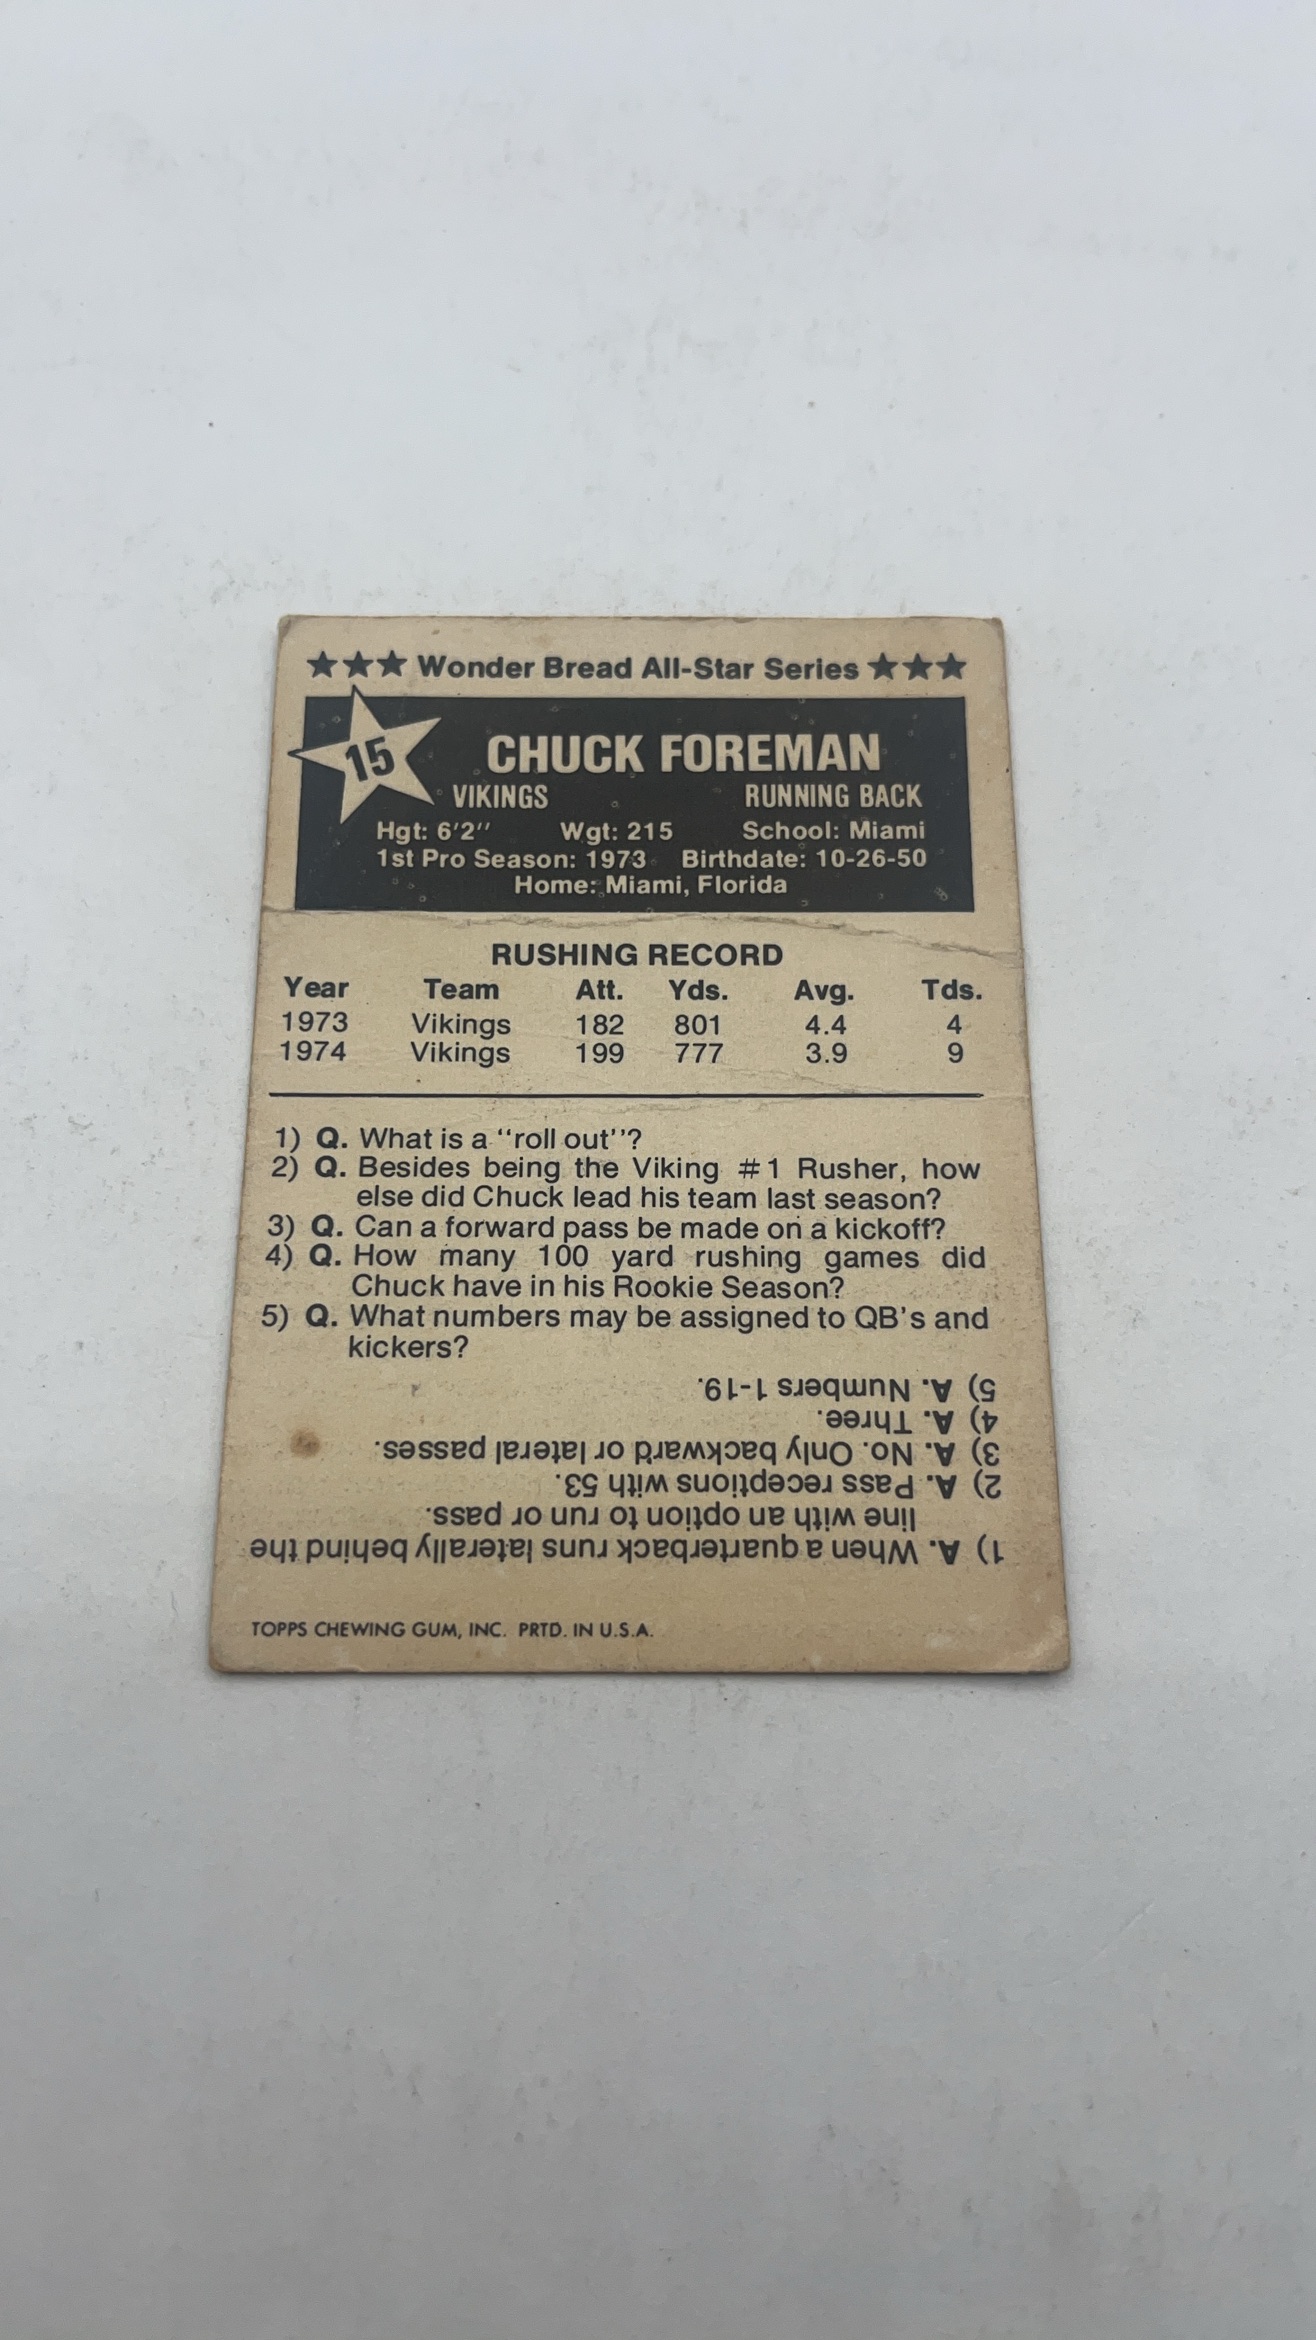 ★★★ Wonder Bread All-Star Series ★★★
15
CHUCK FOREMAN
VIKINGS RUNNING BACK
Hgt: 6'2" Wgt: 215 School: Miami
1st Pro Season: 1973 Birthdate: 10-26-50
Home: Miami, Florida
RUSHING RECORD
Year Team Att. Yds. Avg. Tds.
1973 Vikings 182 801 4.4 4
1974 Vikings 199 777 3.9 9
1) Q. What is a "roll out"?
2) Q. Besides being the Viking #1 Rusher, how
else did Chuck lead his team last season?
3) Q. Can a forward pass be made on a kickoff?
4) Q. How many 100 yard rushing games did
Chuck have in his Rookie Season?
5) Q. What numbers may be assigned to QB's and
kickers?
1) A. When a quarterback runs laterally behind the
line with an option to run or pass.
2) A. Pass receptions with 53.
3) A. No. Only backward or lateral passes.
4) A. Three.
5) A. Numbers 1-19.
TOPPS CHEWING GUM, INC. PRTD. IN U.S.A.